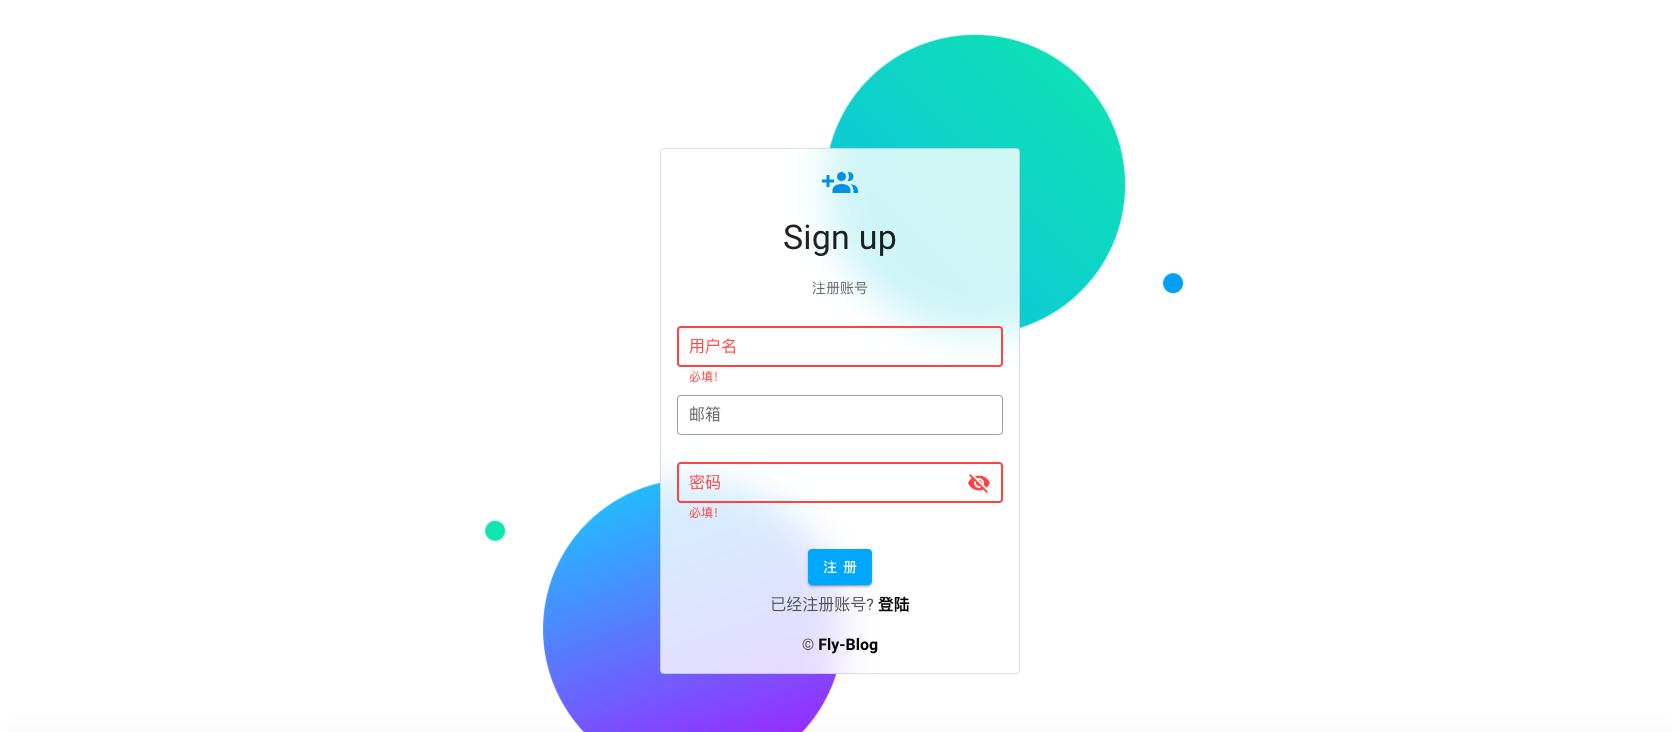 Sign up
注册账号
用户名
必填!
邮箱
密码
必填!
注 册
已经注册账号? 登陆
© Fly-Blog